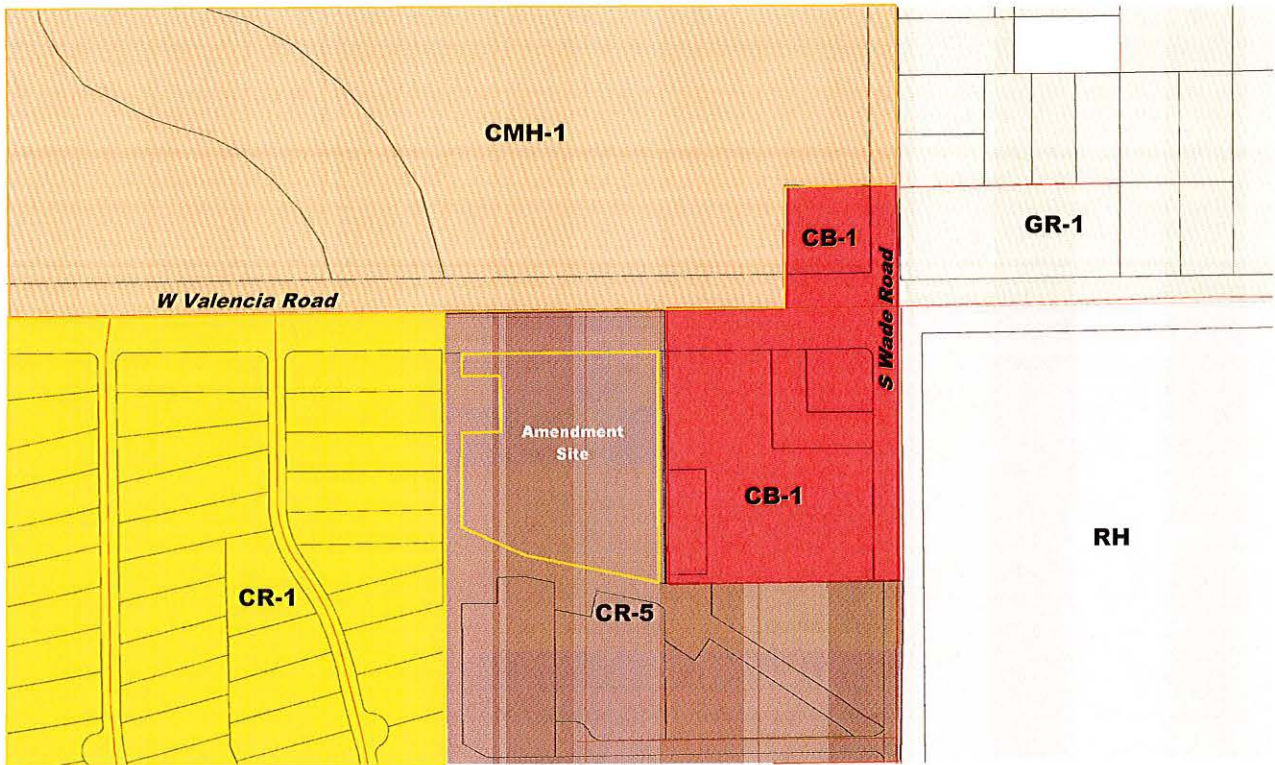 CMH-1
CB-1
GR-1
W Valencia Road
S Wade Road
Amendment
Site
CB-1
RH
CR-1
CR-5